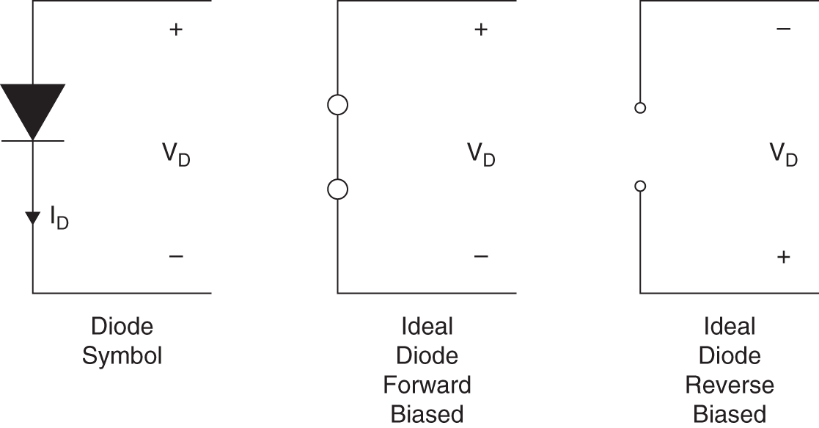 +
V_D
I_D
−
Diode
Symbol
+
V_D
−
Ideal
Diode
Forward
Biased
−
V_D
+
Ideal
Diode
Reverse
Biased